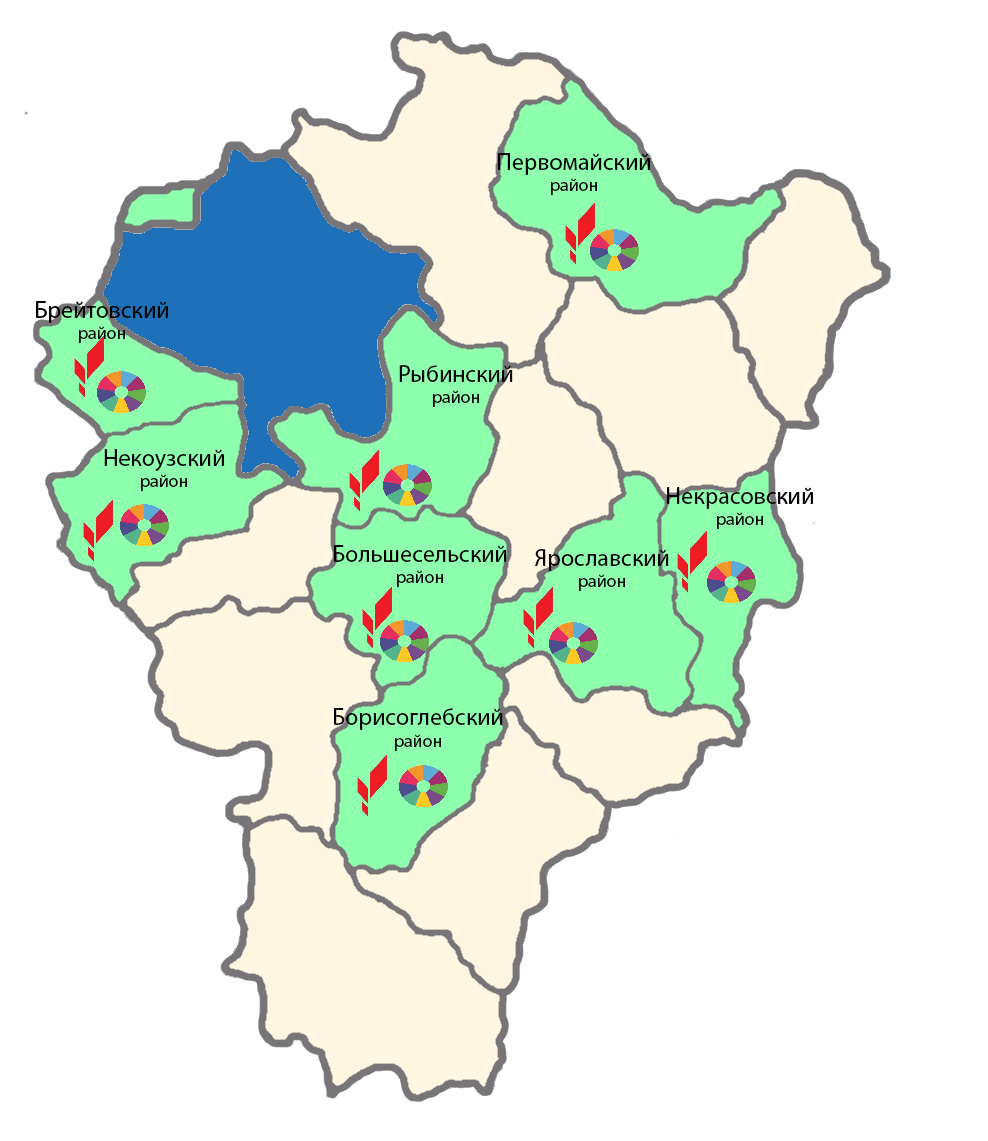 Первомайский
район
Брейтовский
район
Рыбинский
район
Некоузский
район
Некрасовский
район
Большесельский
район
Ярославский
район
Борисоглебский
район